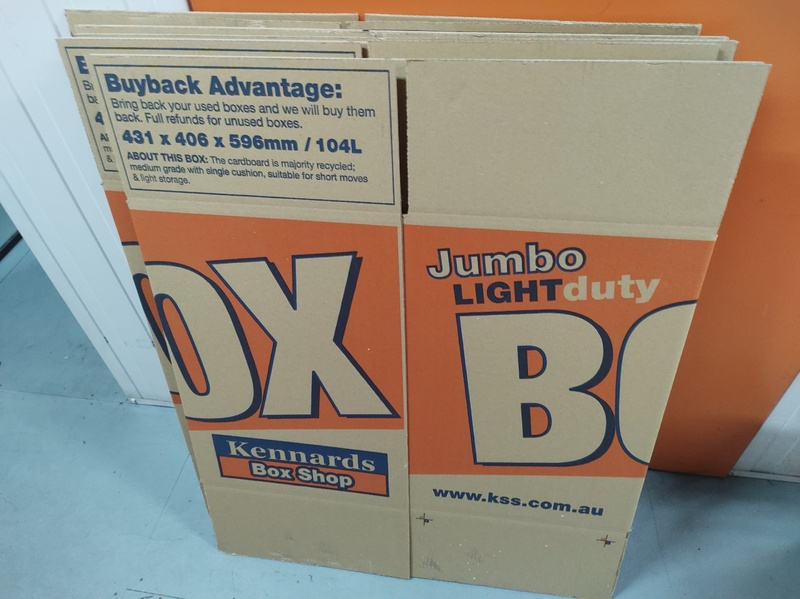 Buyback Advantage:
Bring back your used boxes and we will buy them
back. Full refunds for unused boxes.
431 x 406 x 596mm / 104L
ABOUT THIS BOX: The cardboard is majority recycled;
medium grade with single cushion, suitable for short moves
& light storage.
OX
Kennards
Box Shop
Jumbo
LIGHT duty
BO
www.kss.com.au